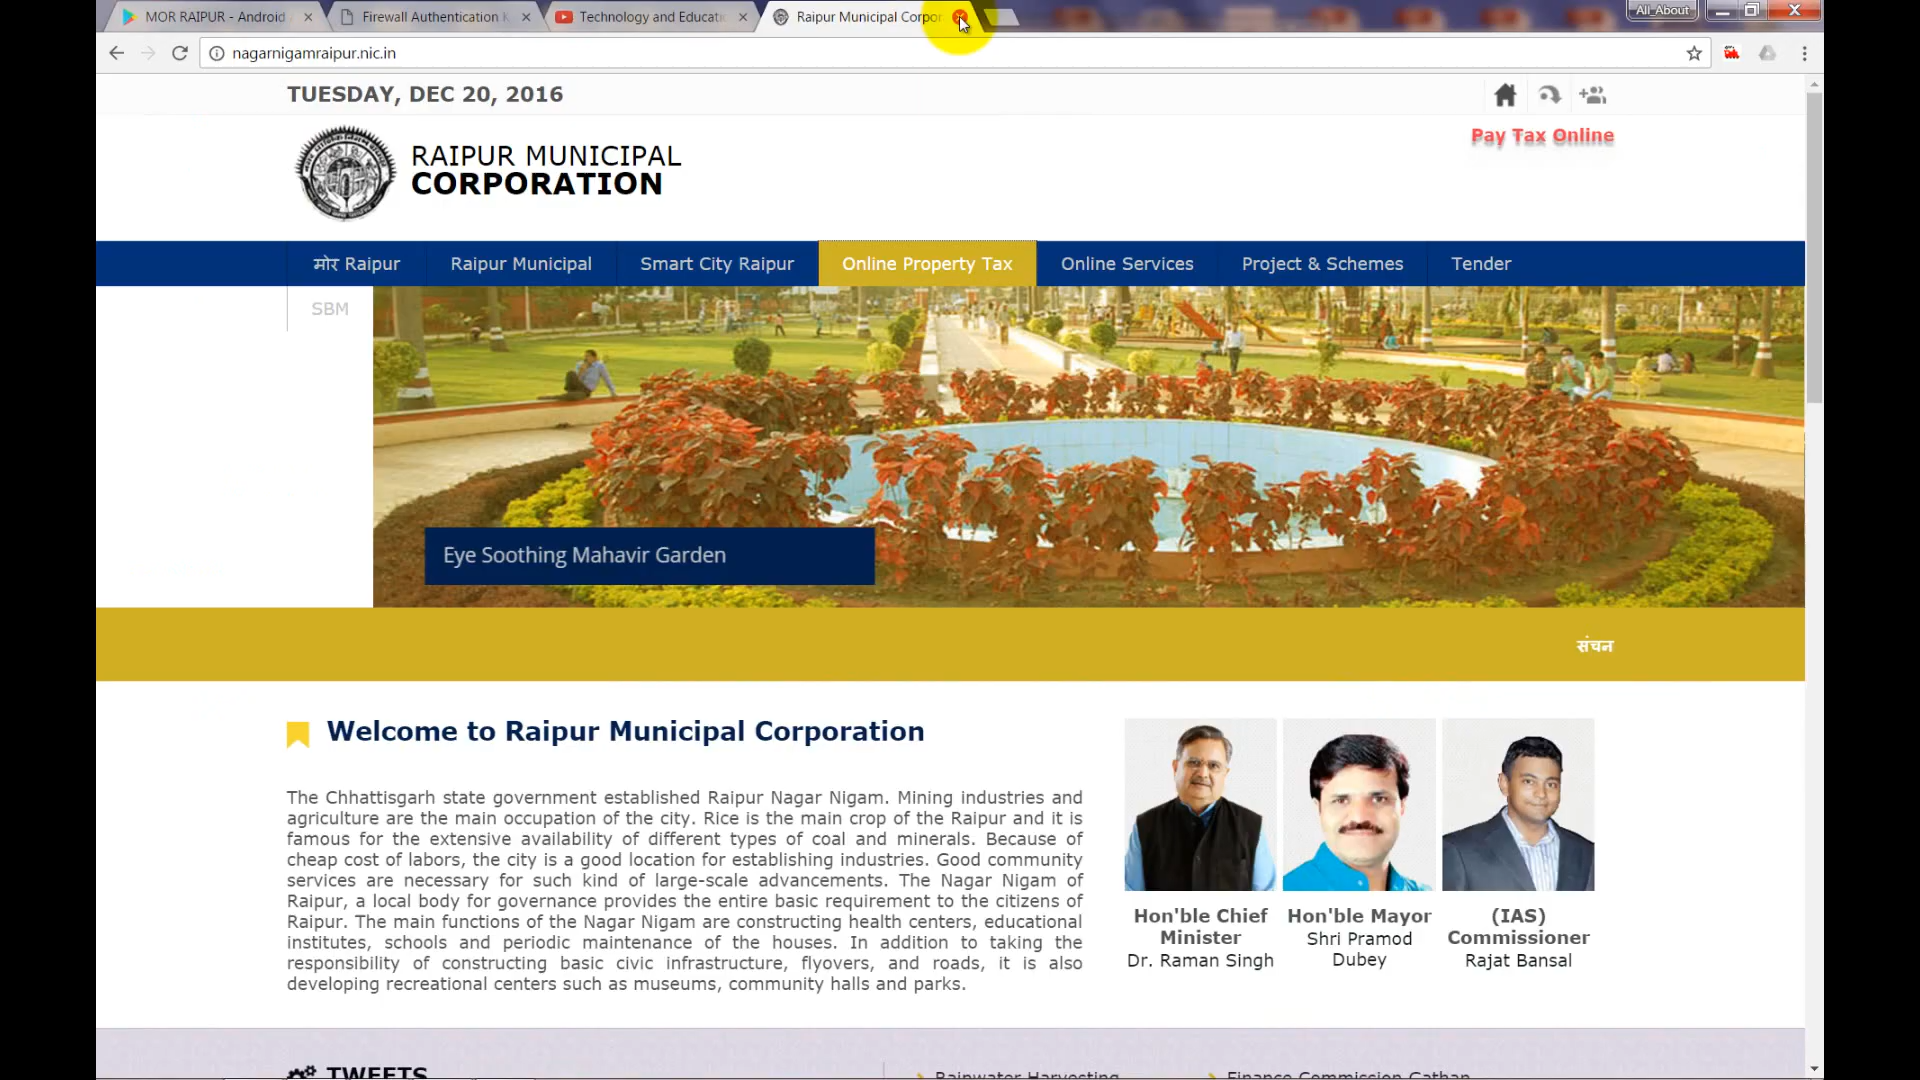 MOR RAIPUR - Android
Firewall Authentication
Technology and Educati
Raipur Municipal Corpor
All_About
nagarnigamraipur.nic.in
TUESDAY, DEC 20, 2016
Pay Tax Online
RAIPUR MUNICIPAL
CORPORATION
मोर Raipur
Raipur Municipal
Smart City Raipur
Online Property Tax
Online Services
Project & Schemes
Tender
SBM
Eye Soothing Mahavir Garden
संचन
Welcome to Raipur Municipal Corporation
The Chhattisgarh state government established Raipur Nagar Nigam. Mining industries and
agriculture are the main occupation of the city. Rice is the main crop of the Raipur and it is
famous for the extensive availability of different types of coal and minerals. Because of
cheap cost of labors, the city is a good location for establishing industries. Good community
services are necessary for such kind of large-scale advancements. The Nagar Nigam of
Raipur, a local body for governance provides the entire basic requirement to the citizens of
Raipur. The main functions of the Nagar Nigam are constructing health centers, educational
institutes, schools and periodic maintenance of the houses. In addition to taking the
responsibility of constructing basic civic infrastructure, flyovers, and roads, it is also
developing recreational centers such as museums, community halls and parks.
Hon'ble Chief
Minister
Dr. Raman Singh
Hon'ble Mayor
Shri Pramod
Dubey
(IAS)
Commissioner
Rajat Bansal
TWEETS
Rainwater Harvesting
Finance Commission Gathan